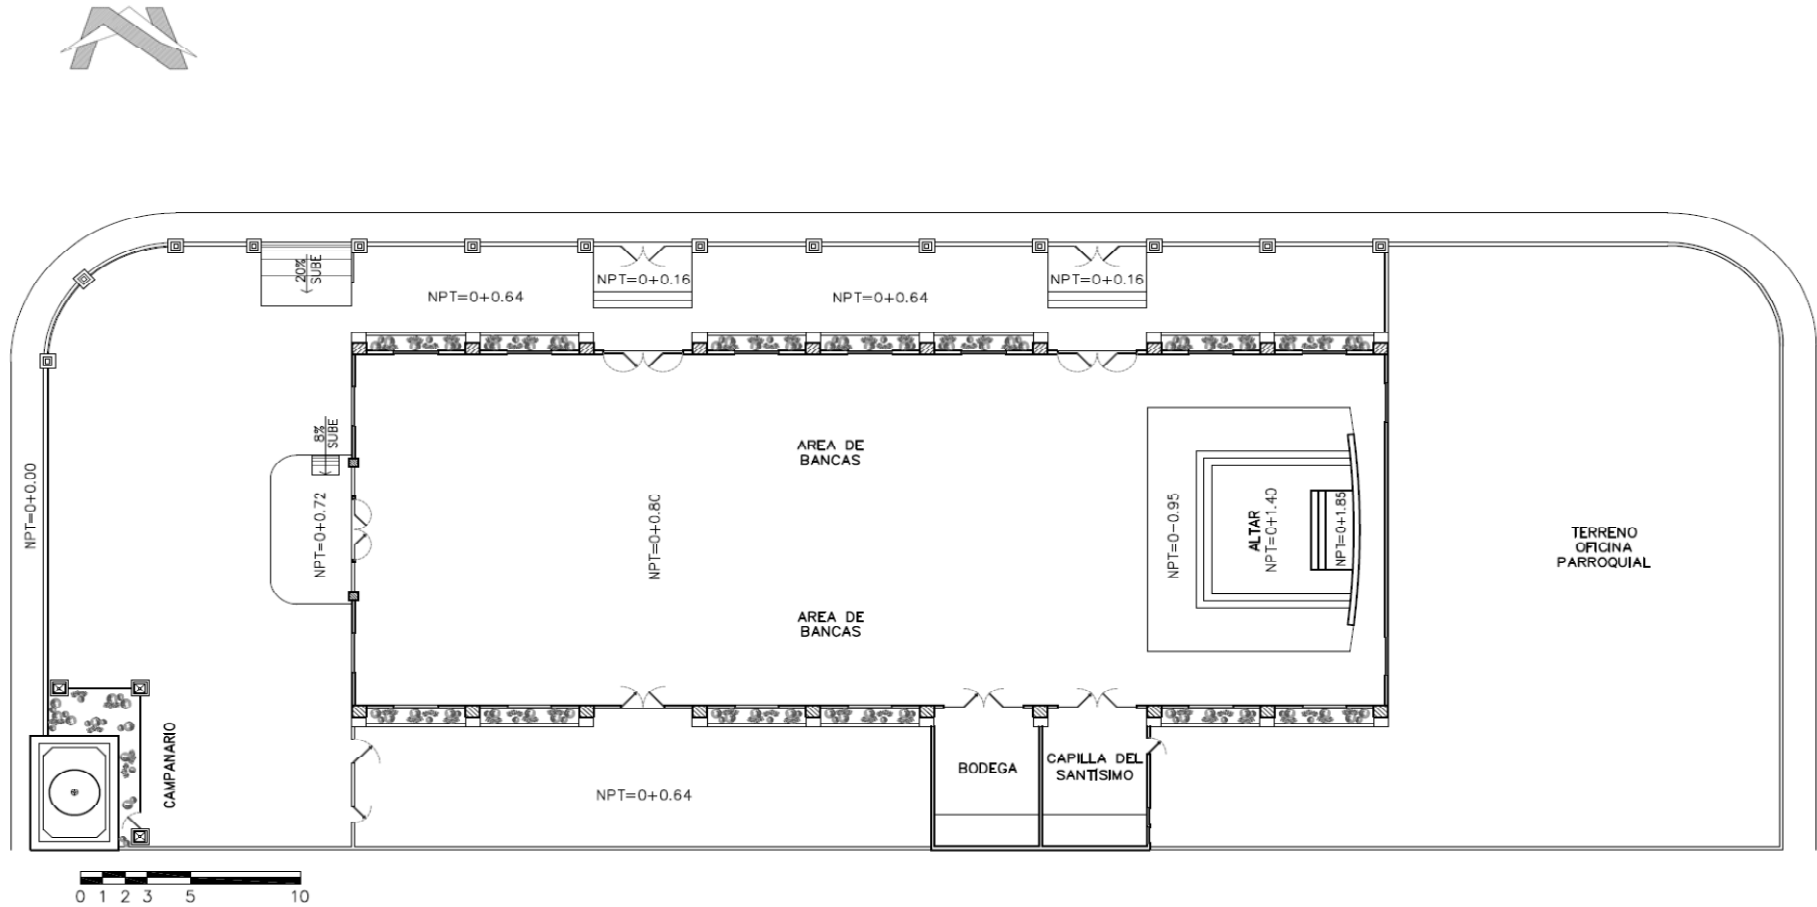 20%
SUBE
NPT=0+0.64
NPT=0+0.16
NPT=0+0.64
NPT=0+0.16
8%
SUBE
AREA DE
BANCAS
NPT=0+0.00
NPT=0+0.72
NPT=0+0.80
NPT=0-0.95
ALTAR
NPT=0+1.40
NPT=0+1.85
TERRENO
OFICINA
PARROQUIAL
AREA DE
BANCAS
CAMPANARIO
BODEGA
CAPILLA DEL
SANTÍSIMO
NPT=0+0.64
0 1 2 3 5 10